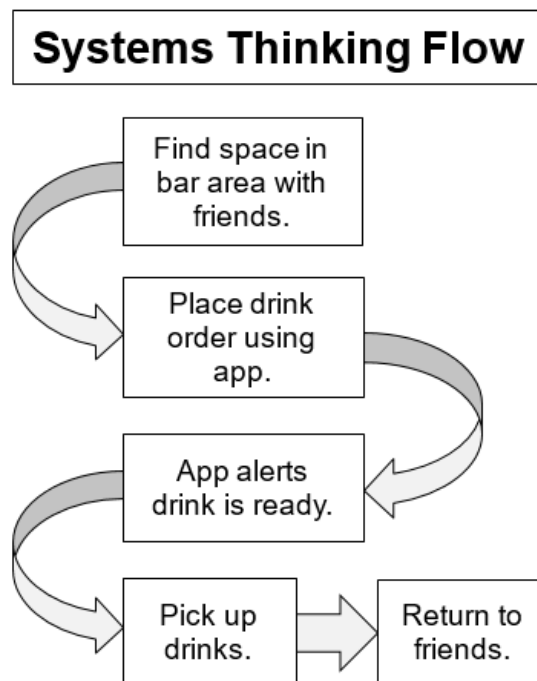 Systems Thinking Flow
Find space in
bar area with
friends.
Place drink
order using
app.
App alerts
drink is ready.
Pick up
drinks.
Return to
friends.